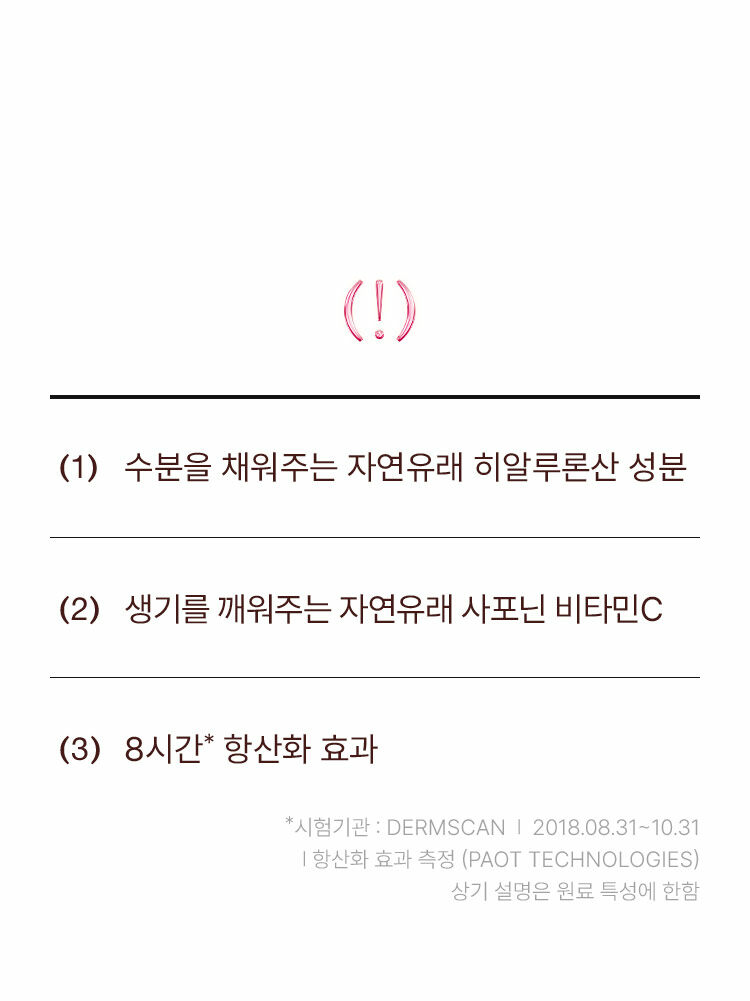 (!)
(1) 수분을 채워주는 자연유래 히알루론산 성분
(2) 생기를 깨워주는 자연유래 사포닌 비타민C
(3) 8시간* 항산화 효과
*시험기관 : DERMSCAN ㅣ 2018.08.31~10.31
ㅣ항산화 효과 측정 (PAOT TECHNOLOGIES)
상기 설명은 원료 특성에 한함